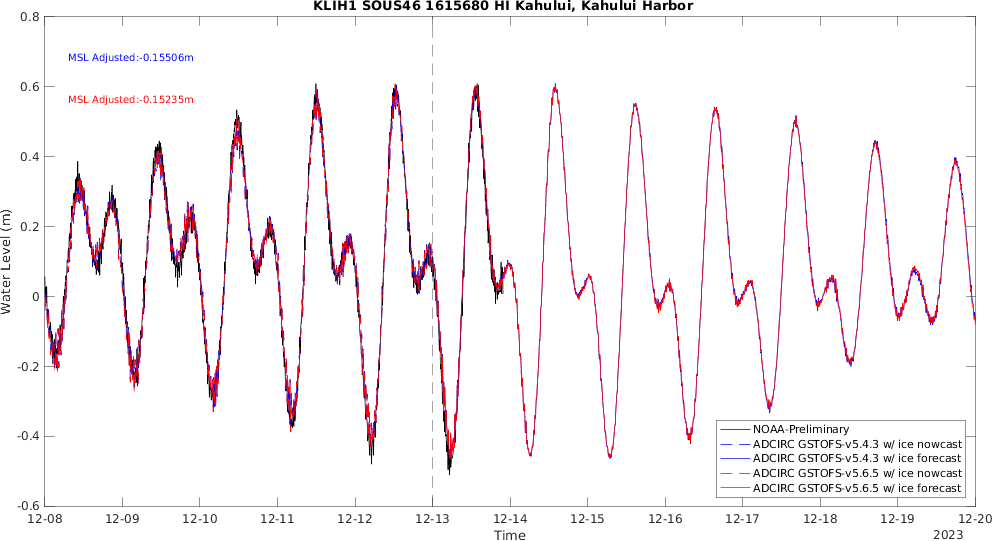 KLIH1 SOUS46 1615680 HI Kahului, Kahului Harbor
0.8
MSL Adjusted:-0.15506m
0.6
MSL Adjusted:-0.15235m
0.4
0.2
0
-0.2
-0.4
-0.6
Water Level (m)
NOAA-Preliminary
ADCIRC GSTOFS-v5.4.3 w/ ice nowcast
ADCIRC GSTOFS-v5.4.3 w/ ice forecast
ADCIRC GSTOFS-v5.6.5 w/ ice nowcast
ADCIRC GSTOFS-v5.6.5 w/ ice forecast
12-08 12-09 12-10 12-11 12-12 12-13 12-14 12-15 12-16 12-17 12-18 12-19 12-20
Time
2023